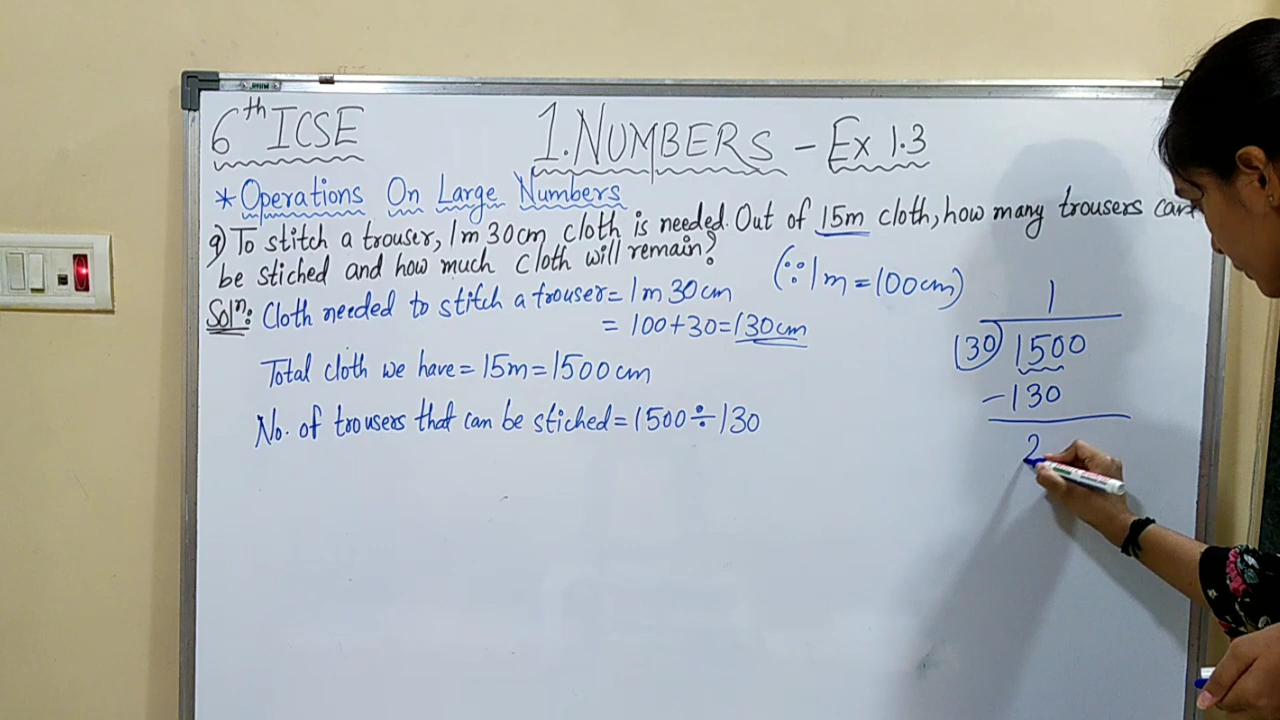 6th ICSE
1. NUMBERS - Ex 1.3
* Operations On Large Numbers
q) To stitch a trouser, 1m 30cm cloth is needed. Out of 15m cloth, how many trousers can
be stiched and how much cloth will remain?
Solⁿ: Cloth needed to stitch a trouser = 1m 30cm (∵ 1m = 100cm)
= 100+30 = 130cm
Total cloth we have = 15m = 1500cm
No. of trousers that can be stiched = 1500 ÷ 130
1
130) 1500
-130
2